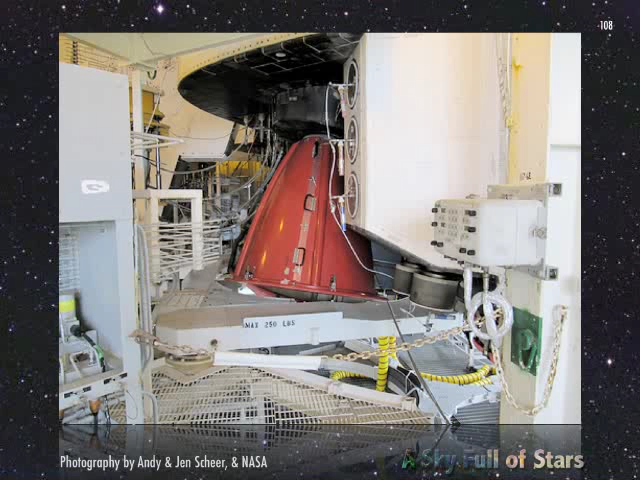 108
MAX 250 LBS
Photography by Andy & Jen Scheer, & NASA
A Sky Full of Stars